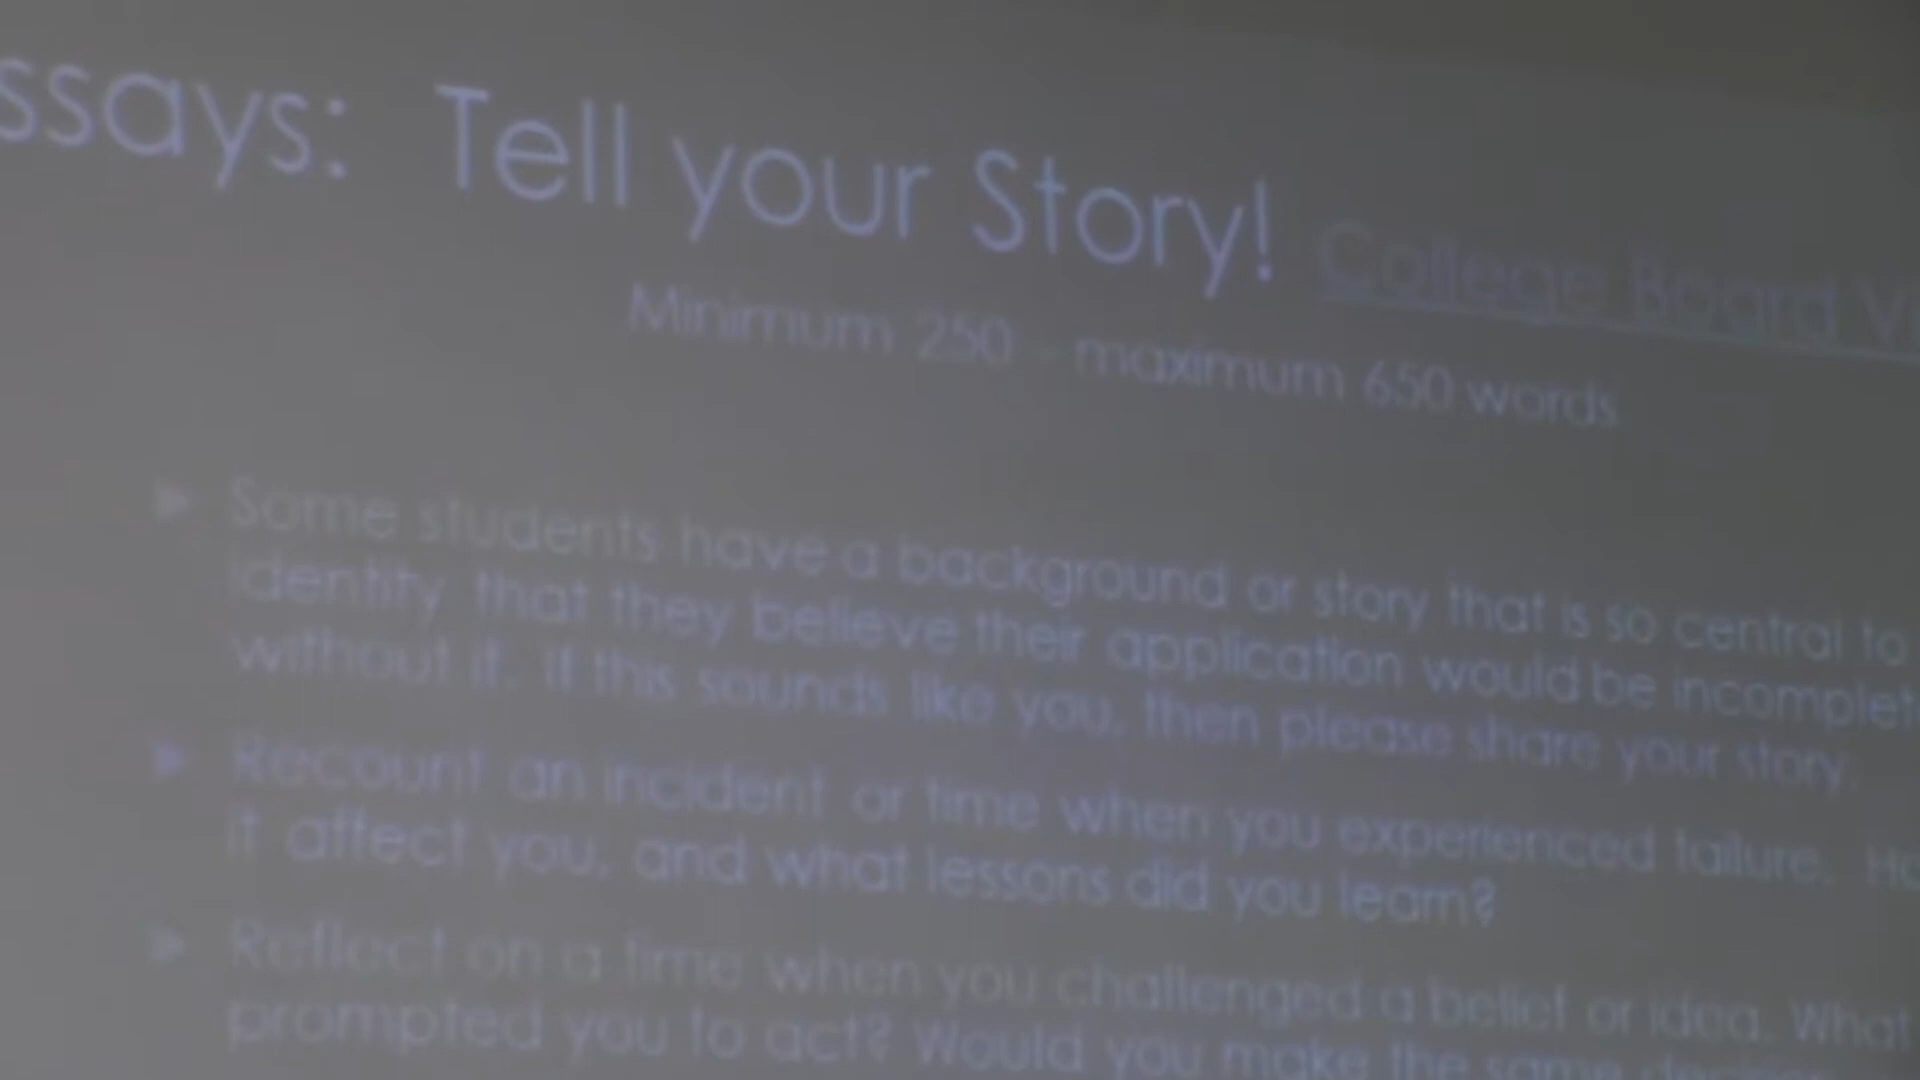 ssays: Tell your Story! College Board V
Minimum 250 – maximum 650 words
Some students have a background or story that is so central to
identity that they believe their application would be incomplet
without it. If this sounds like you, then please share your story.
Recount an incident or time when you experienced failure. Ho
it affect you, and what lessons did you learn?
Reflect on a time when you challenged a belief or idea. What
prompted you to act? Would you make the same